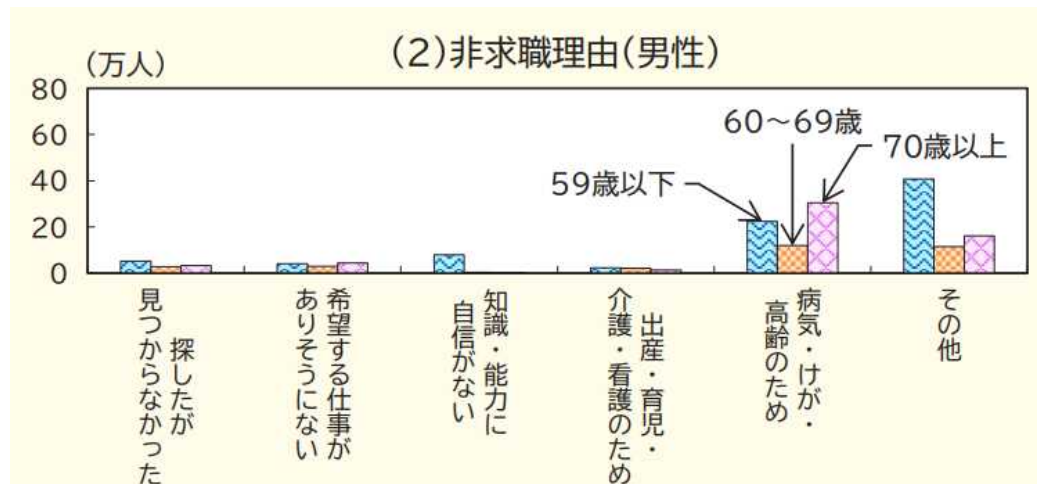 (2)非求職理由(男性)
(万人)
80
60
40
20
0
60～69歳
70歳以上
59歳以下
探したが
見つからなかった
希望する仕事が
ありそうにない
知識・能力に
自信がない
出産・育児・
介護・看護のため
病気・けが・
高齢のため
その他